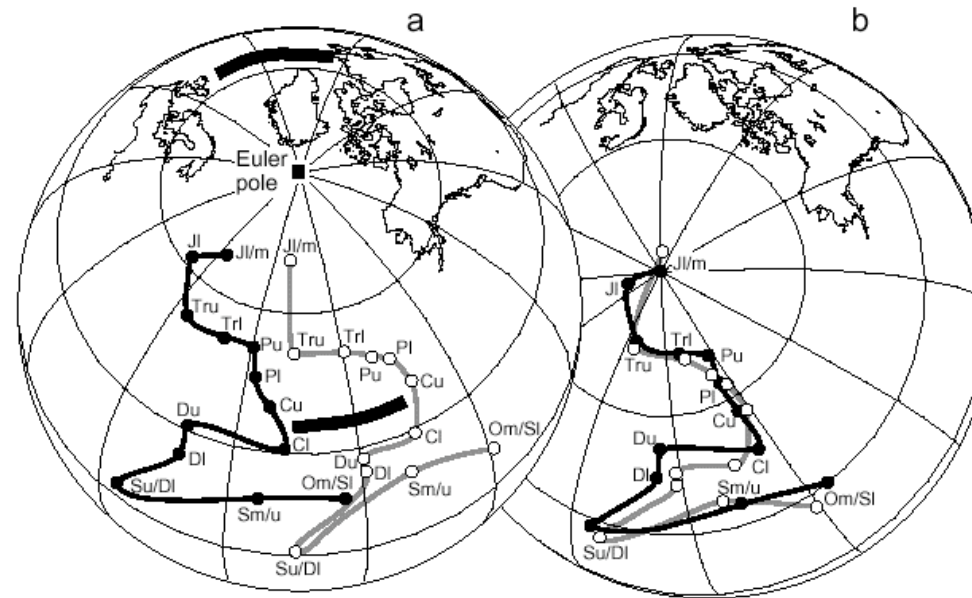 a
b
Euler
pole
Jl
Jl/m
Jl/m
Tru
Trl
Pu
Tru
Trl
Pl
Pu
Pl
Cu
Cu
Du
Cl
Cl
Dl
Du
Dl
Om/Sl
Su/Dl
Sm/u
Om/Sl
Sm/u
Su/Dl
Jl/m
Jl
Tru
Trl
Pu
Pl
Cu
Du
Cl
Dl
Sm/u
Om/Sl
Su/Dl